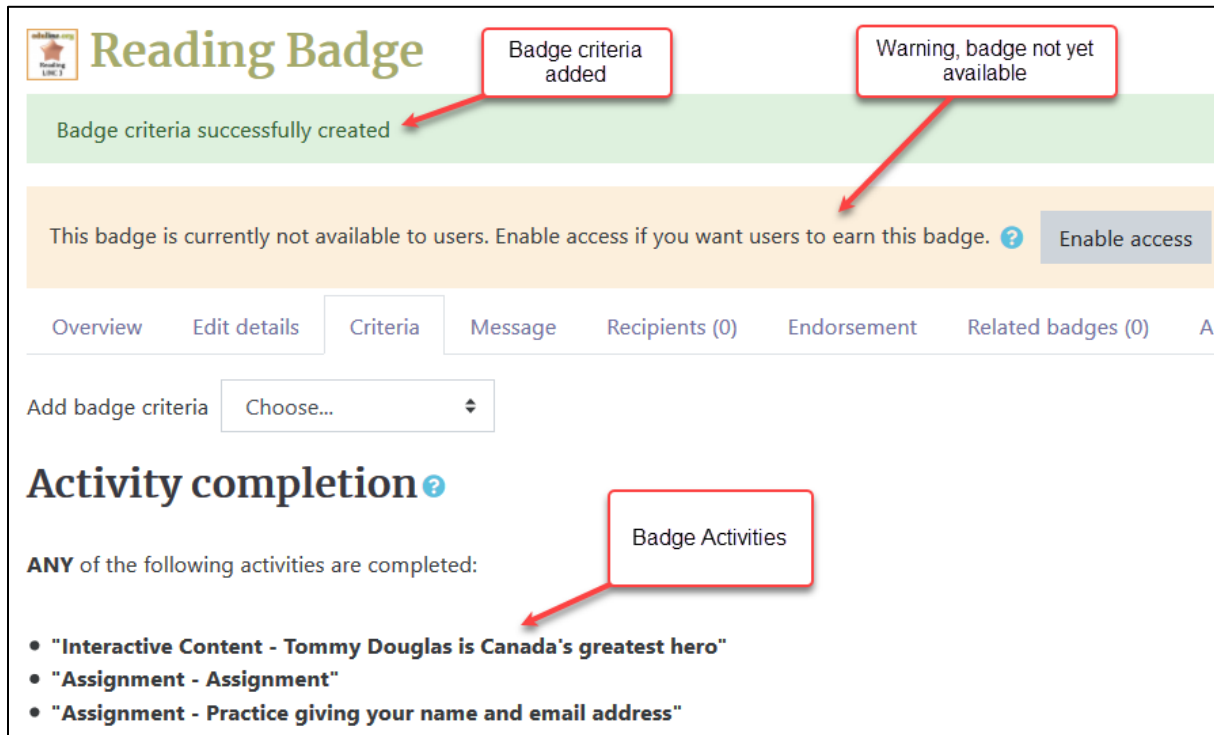 eduline.org
Reading
Reading Badge
Badge criteria
added
Warning, badge not yet
available
Badge criteria successfully created
This badge is currently not available to users. Enable access if you want users to earn this badge. ? Enable access
Overview Edit details Criteria Message Recipients (0) Endorsement Related badges (0) A
Add badge criteria Choose...
Activity completion ?
Badge Activities
ANY of the following activities are completed:
• "Interactive Content - Tommy Douglas is Canada's greatest hero"
• "Assignment - Assignment"
• "Assignment - Practice giving your name and email address"